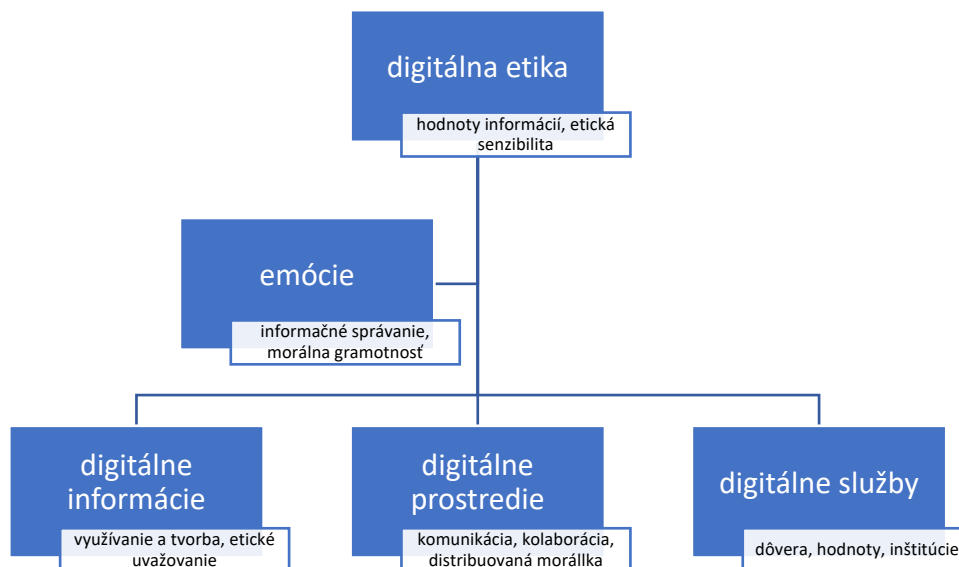 digitálna etika
hodnoty informácií, etická
senzibilita
emócie
informačné správanie,
morálna gramotnosť
digitálne
informácie
využívanie a tvorba, etické
uvažovanie
digitálne
prostredie
komunikácia, kolaborácia,
distribuovaná morállka
digitálne služby
dôvera, hodnoty, inštitúcie